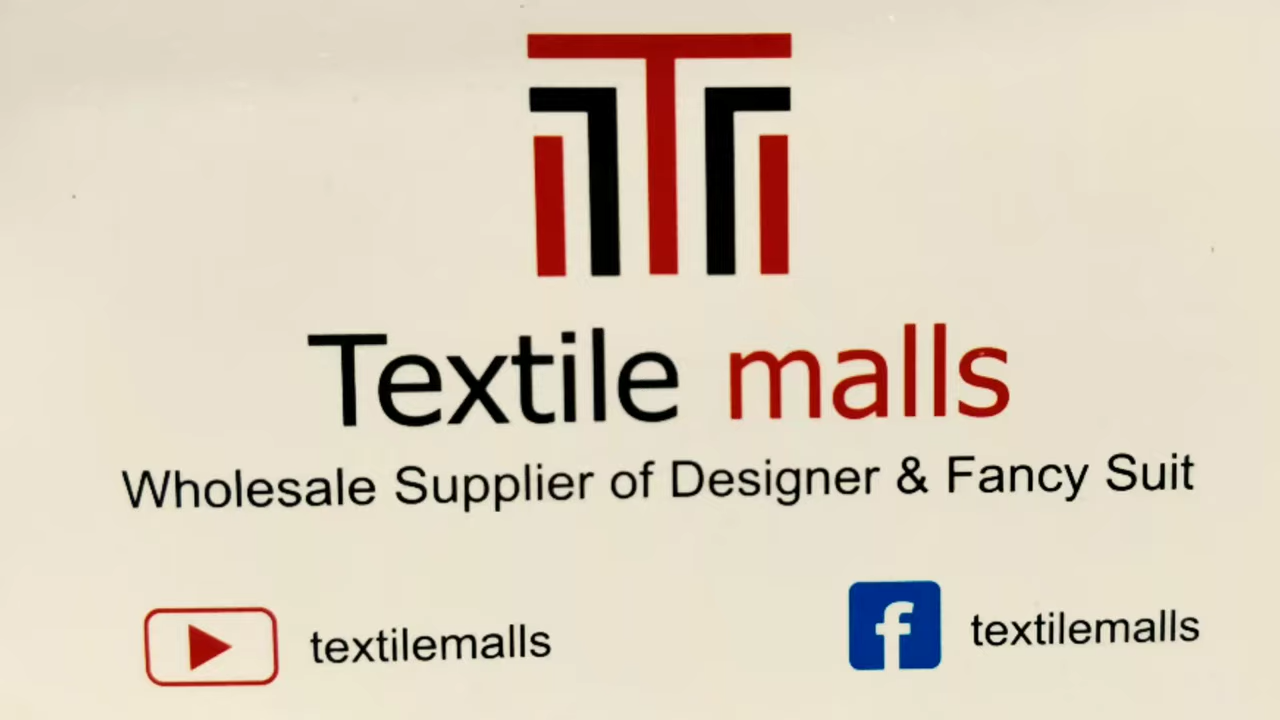 Textile malls
Wholesale Supplier of Designer & Fancy Suit
textilemalls
textilemalls